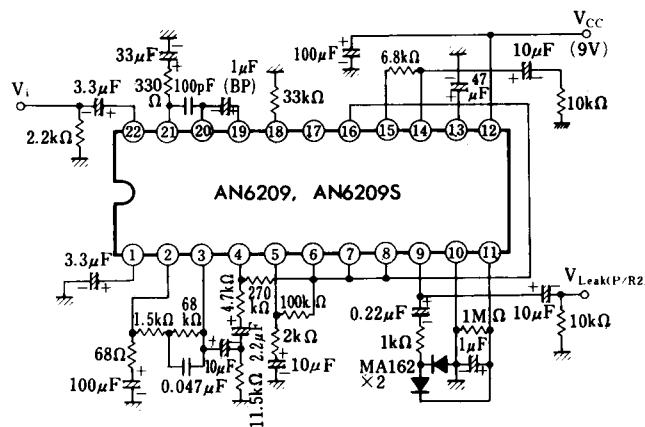 33μF
1μF
(BP)
100μF
VCC
(9V)
6.8kΩ
10μF
Vi
3.3μF
330
Ω
100pF
33kΩ
47
μF
10kΩ
2.2kΩ
22
21
20
19
18
17
16
15
14
13
12
AN6209, AN6209S
1
2
3
4
5
6
7
8
9
10
11
3.3μF
1.5kΩ
68
kΩ
4.7kΩ
270
kΩ
100kΩ
0.22μF
VLeak(P/R2
10μF
1MΩ
10kΩ
68Ω
10μF
2.2μF
2kΩ
1kΩ
1μF
100μF
0.047μF
11.5kΩ
10μF
MA162
×2